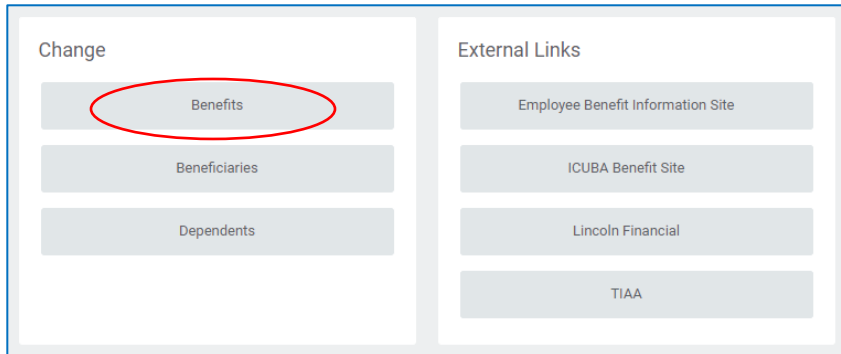 Change
Benefits
Beneficiaries
Dependents
External Links
Employee Benefit Information Site
ICUBA Benefit Site
Lincoln Financial
TIAA